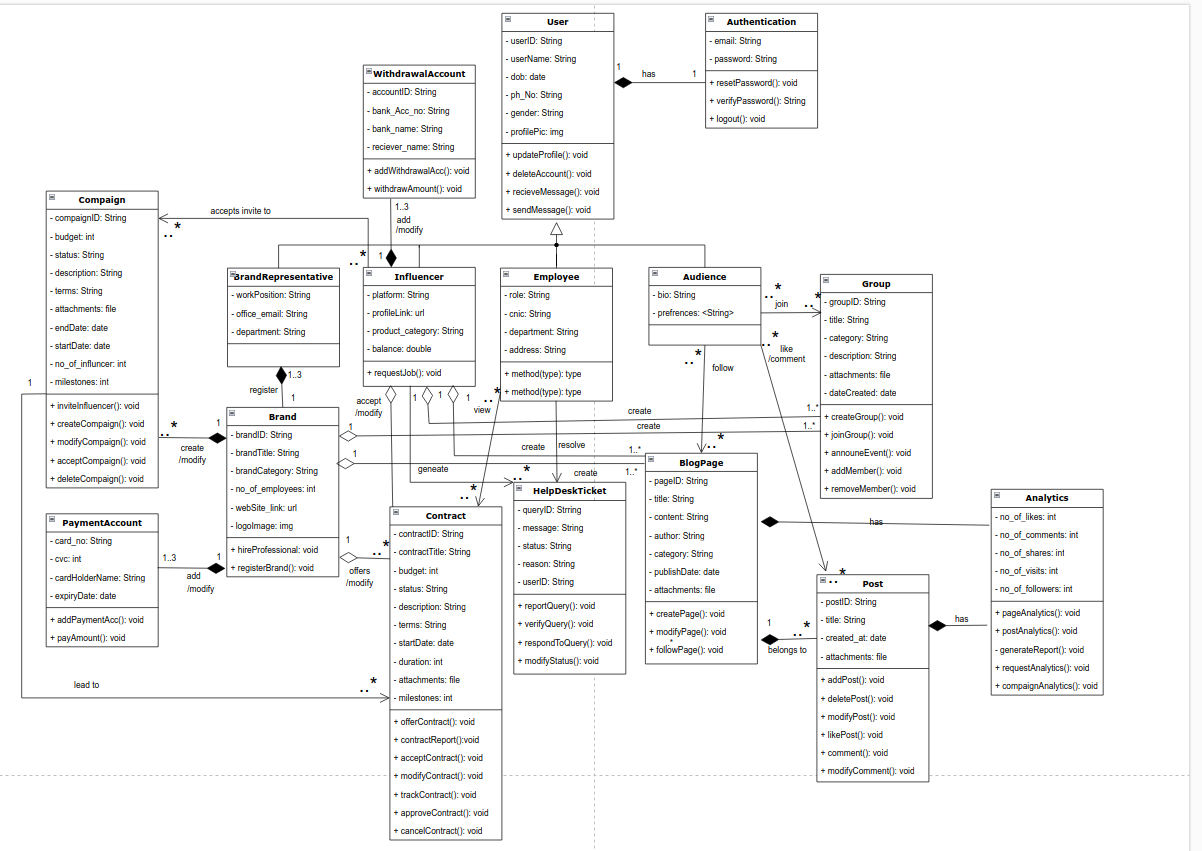 User
- userID: String
- userName: String
- dob: date
- ph_No: String
- gender: String
- profilePic: img
+ updateProfile(): void
+ deleteAccount(): void
+ recieveMessage(): void
+ sendMessage(): void
1
has
1
Authentication
- email: String
- password: String
+ resetPassword(): void
+ verifyPassword(): String
+ logout(): void
WithdrawalAccount
- accountID: String
- bank_Acc_no: String
- bank_name: String
- reciever_name: String
+ addWithdrawalAcc(): void
+ withdrawAmount(): void
1..3
add
/modify
1
Compaign
- compaignID: String
- budget: int
- status: String
- description: String
- terms: String
- attachments: file
- endDate: date
- startDate: date
- no_of_influncer: int
- milestones: int
+ inviteInfluencer(): void
+ createCompaign(): void
+ modifyCompaign(): void
+ acceptCompaign(): void
+ deleteCompaign(): void
accepts invite to
..*
..*
BrandRepresentative
- workPosition: String
- office_email: String
- department: String
1..3
register
1
Influencer
- platform: String
- profileLink: url
- product_category: String
- balance: double
+ requestJob(): void
Employee
- role: String
- cnic: String
- department: String
- address: String
+ method(type): type
+ method(type): type
Audience
- bio: String
- prefrences: <String>
..*
join
..*
..*
like
/comment
..*
follow
..*
Group
- groupID: String
- title: String
- category: String
- description: String
- attachments: file
- dateCreated: date
+ createGroup(): void
+ joinGroup(): void
+ announeEvent(): void
+ addMember(): void
+ removeMember(): void
1
..*
create
/modify
1
Brand
- brandID: String
- brandTitle: String
- brandCategory: String
- no_of_employees: int
- webSite_link: url
- logoImage: img
+ hireProfessional: void
+ registerBrand(): void
accept
/modify
1
1
1
view
..*
1
1
create
1..*
create
1..*
create
1..*
create
1..*
resolve
geneate
..*
..*
PaymentAccount
- card_no: String
- cvc: int
- cardHolderName: String
- expiryDate: date
+ addPaymentAcc(): void
+ payAmount(): void
1..3
add
/modify
1
1
offers
/modify
..*
lead to
..*
Contract
- contractID: String
- contractTitle: String
- budget: int
- status: String
- description: String
- terms: String
- startDate: date
- duration: int
- attachments: file
- milestones: int
+ offerContract(): void
+ contractReport():void
+ acceptContract(): void
+ modifyContract(): void
+ trackContract(): void
+ approveContract(): void
+ cancelContract(): void
HelpDeskTicket
- queryID: String
- message: String
- status: String
- reason: String
- userID: String
+ reportQuery(): void
+ verifyQuery(): void
+ respondToQuery(): void
+ modifyStatus(): void
BlogPage
- pageID: String
- title: String
- content: String
- author: String
- category: String
- publishDate: date
- attachments: file
+ createPage(): void
+ modifyPage(): void
+ followPage(): void
*
has
1
..*
belongs to
Post
- postID: String
- title: String
- created_at: date
- attachments: file
+ addPost(): void
+ deletePost(): void
+ modifyPost(): void
+ likePost(): void
+ comment(): void
+ modifyComment(): void
..*
has
Analytics
- no_of_likes: int
- no_of_comments: int
- no_of_shares: int
- no_of_visits: int
- no_of_followers: int
+ pageAnalytics(): void
+ postAnalytics(): void
- generateReport(): void
+ requestAnalytics(): void
+ compaignAnalytics(): void